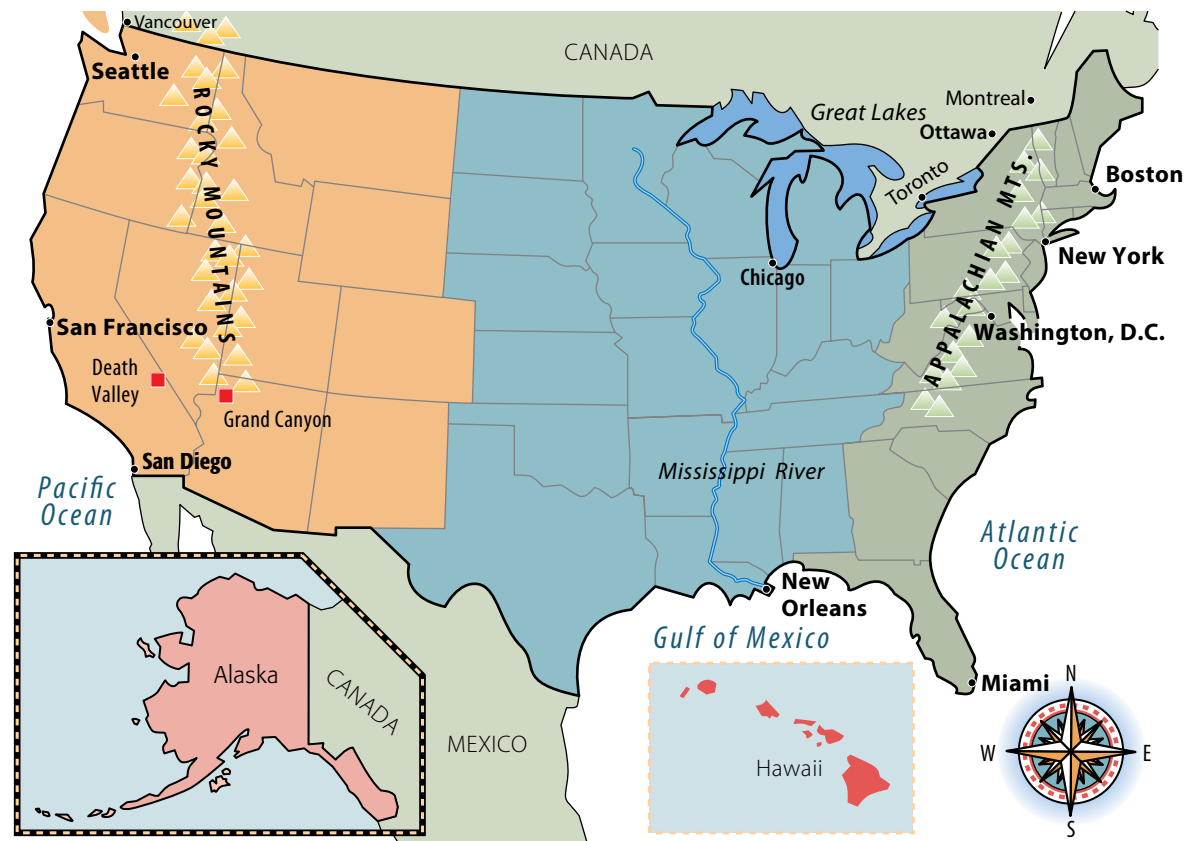 Vancouver
CANADA
Seattle
Great Lakes
Montreal
Ottawa
ROCKY MOUNTAINS
Toronto
APPALACHIAN MTS.
Boston
New York
Chicago
San Francisco
Washington, D.C.
Death
Valley
Grand Canyon
San Diego
Mississippi River
Pacific
Ocean
Atlantic
Ocean
New
Orleans
Gulf of Mexico
Alaska
CANADA
MEXICO
Hawaii
Miami
N
W
E
S